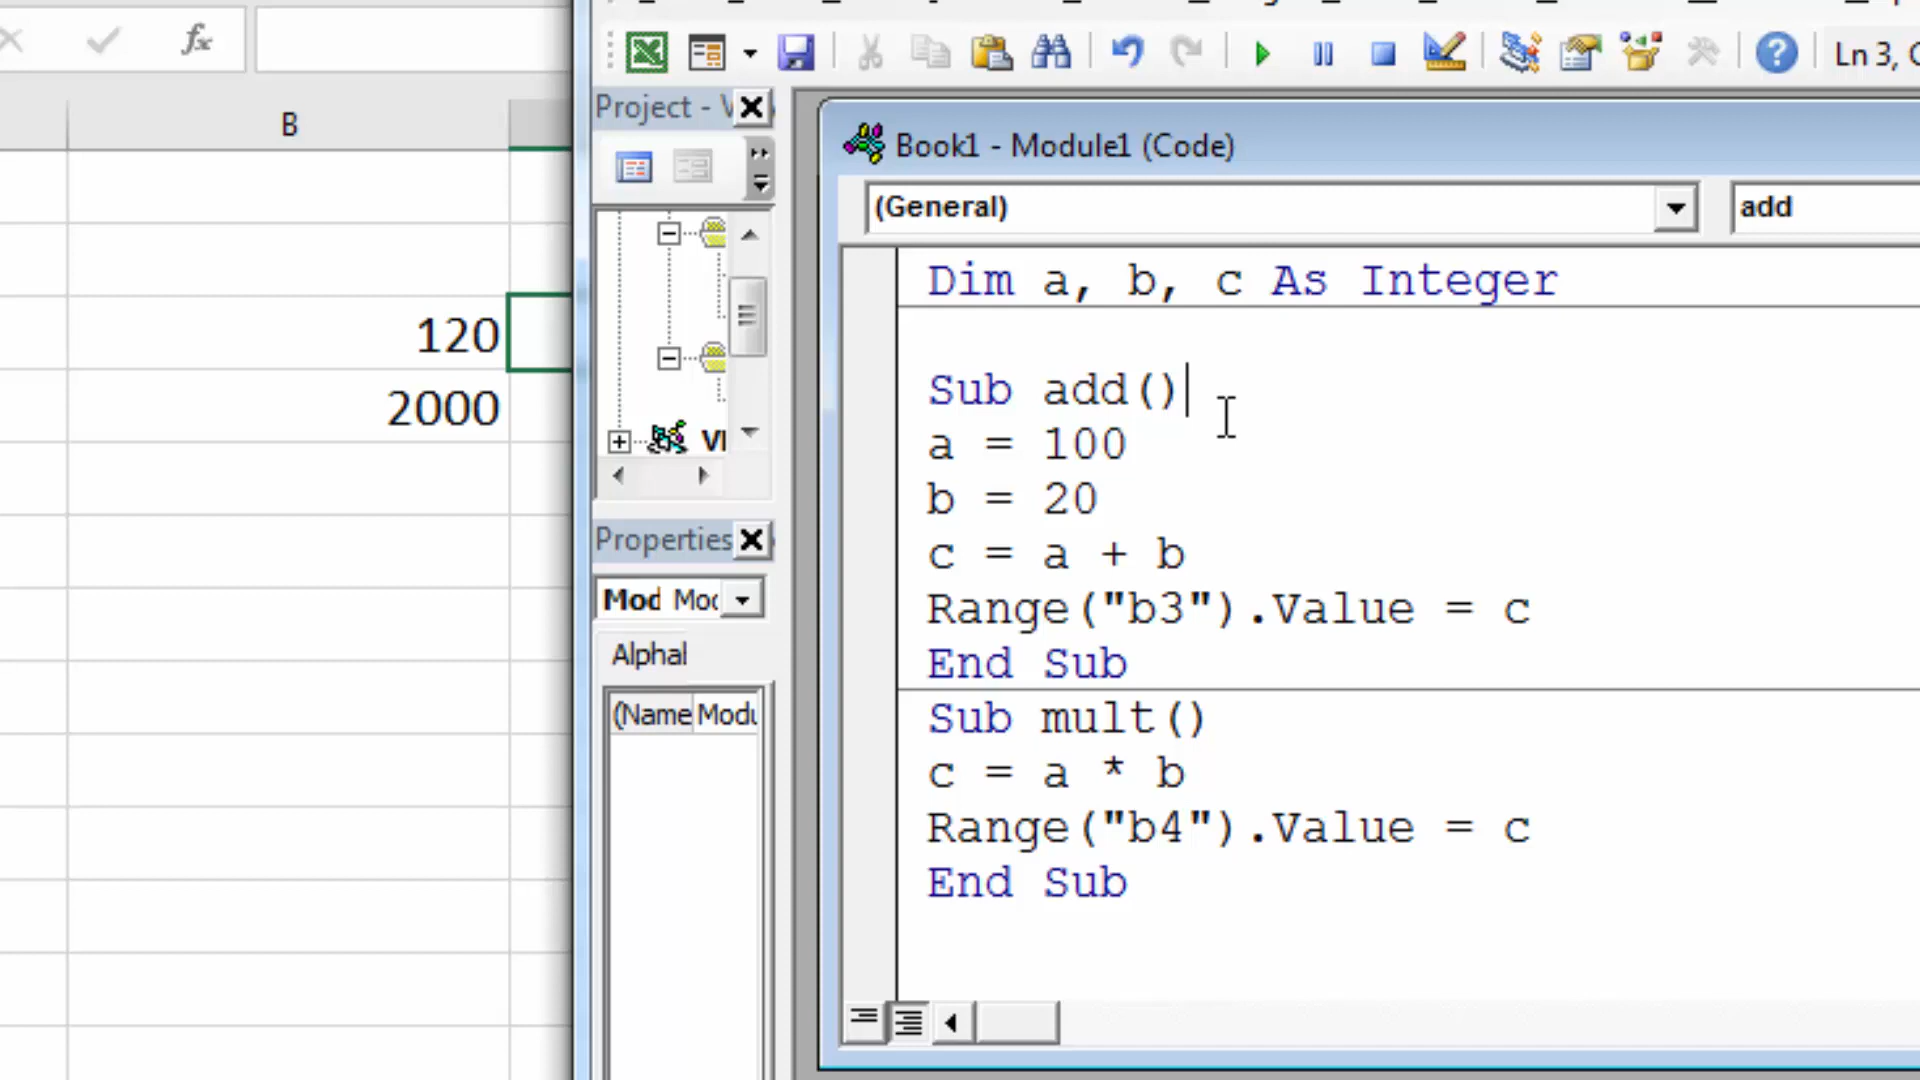 fx
Ln 3,
B
Project -
Book1 - Module1 (Code)
(General)
add
Dim a, b, c As Integer
120
2000
Sub add()
a = 100
b = 20
c = a + b
Range("b3").Value = c
End Sub
Sub mult()
c = a * b
Range("b4").Value = c
End Sub
Properties
Mod
Alphal
(Name Modu